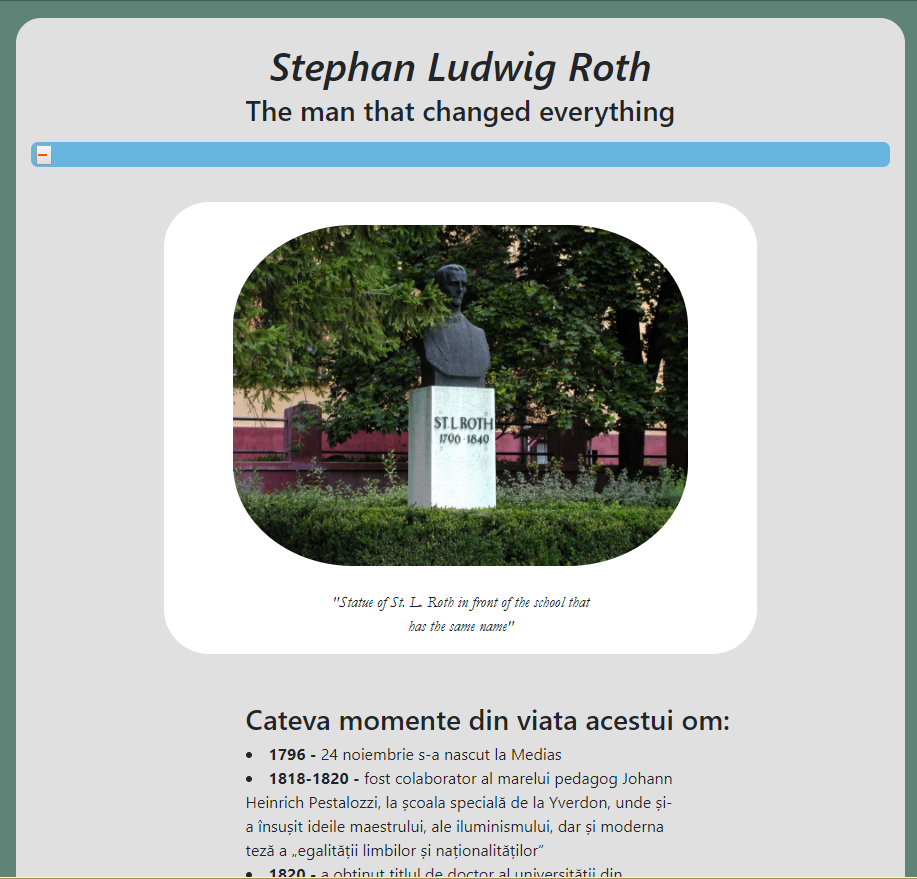 Stephan Ludwig Roth
The man that changed everything
ST. L ROTH
1796 - 1849
"Statue of St. L. Roth in front of the school that
has the same name"
Cateva momente din viata acestui om:
• 1796 - 24 noiembrie s-a nascut la Medias
• 1818-1820 - fost colaborator al marelui pedagog Johann
Heinrich Pestalozzi, la școala specială de la Yverdon, unde și-
a însușit ideile maestrului, ale iluminismului, dar și moderna
teză a „egalității limbilor și naționalităților”
• 1820 - a obținut titlul de doctor al universității din